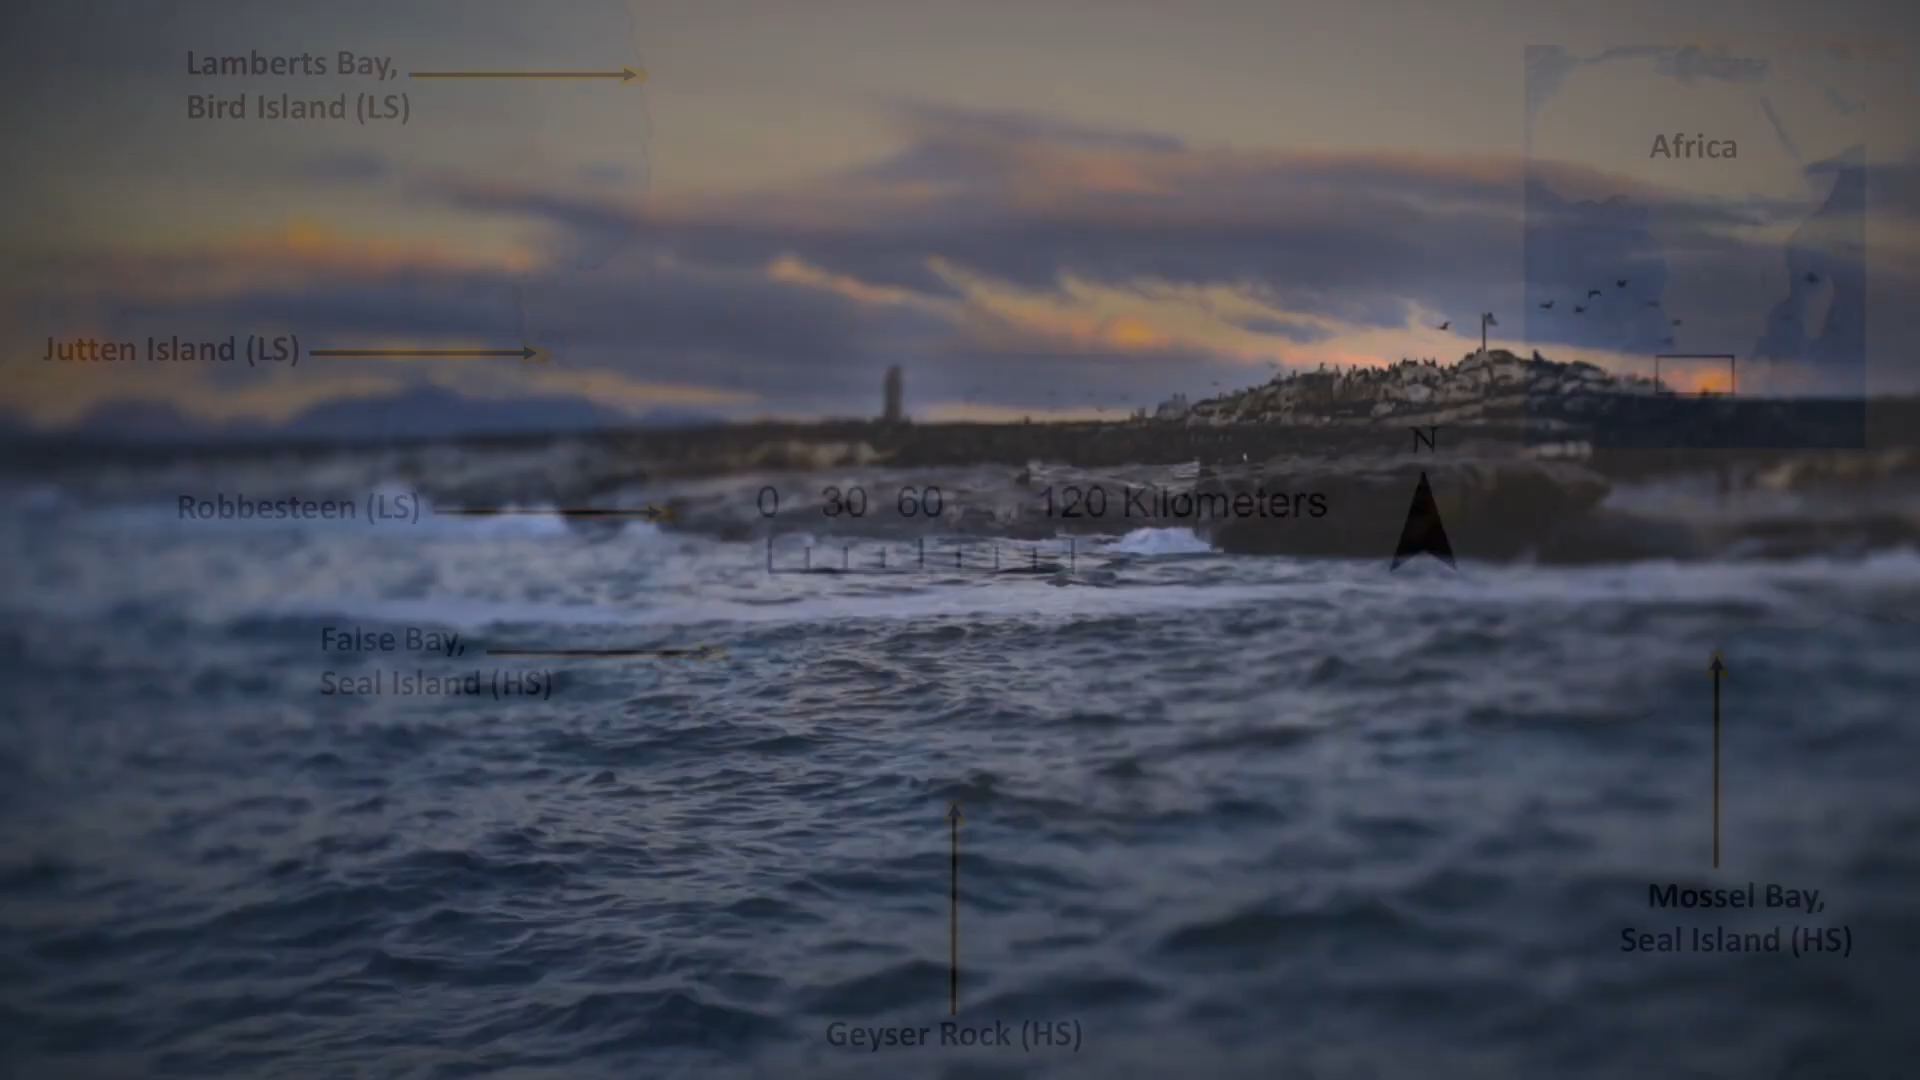 Lamberts Bay,
Bird Island (LS)
Africa
Jutten Island (LS)
N
Robbesteen (LS)
0 30 60 120 Kilometers
False Bay,
Seal Island (HS)
Mossel Bay,
Seal Island (HS)
Geyser Rock (HS)